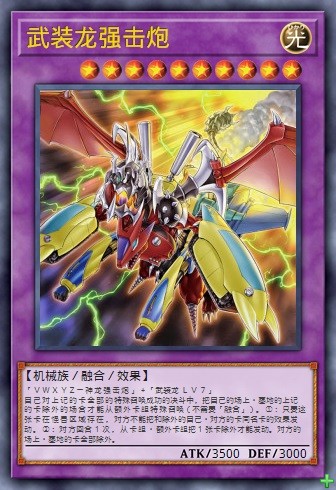 武装龙强击炮
光
【机械族／融合／效果】
「ＶＷＸＹＺ－神龙强击炮」＋「武装龙 ＬＶ７」
自己对上记的卡全部的特殊召唤成功的决斗中，把自己的场上・墓地的上记
的卡除外的场合才能从额外卡组特殊召唤（不需要「融合」）。①：只要这
张卡在怪兽区域存在，对方不能把和除外的自己・对方的卡同名卡的效果发
动。②：对方回合１次，从卡组・额外卡组把１张卡除外才能发动。对方的
场上・墓地的卡全部除外。
ATK/3500 DEF/3000